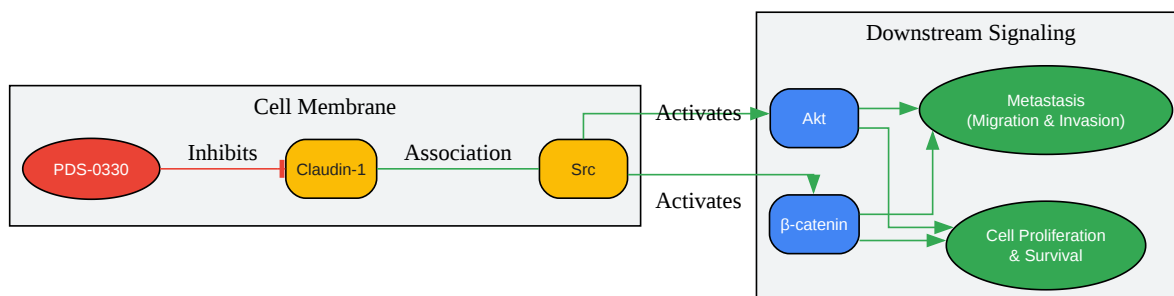 Downstream Signaling
Cell Membrane
PDS-0330
Inhibits
Claudin-1
Association
Src
Activates
Activates
Akt
β-catenin
Metastasis
(Migration & Invasion)
Cell Proliferation
& Survival